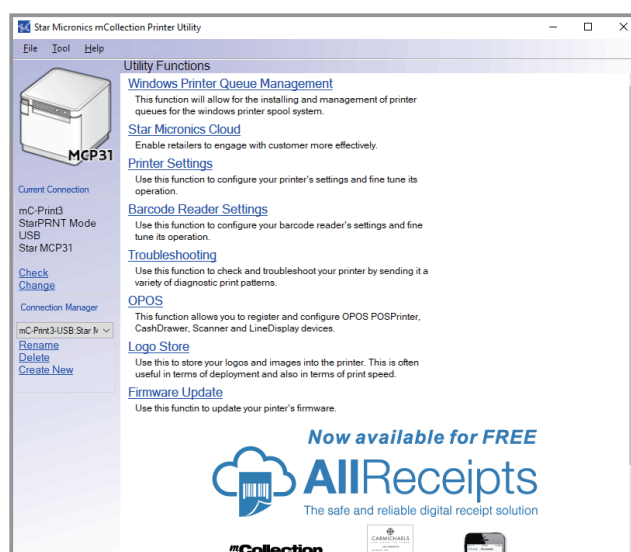 Star Micronics mCollection Printer Utility
File Tool Help
MCP31
Current Connection
mC-Print3
StarPRNT Mode
USB
Star MCP31
Check
Change
Connection Manager
mC-Print3-USB:Star M
Rename
Delete
Create New
Utility Functions
Windows Printer Queue Management
This function will allow for the installing and management of printer
queues for the windows printer spool system.
Star Micronics Cloud
Enable retailers to engage with customer more effectively.
Printer Settings
Use this function to configure your printer's settings and fine tune its
operation.
Barcode Reader Settings
Use this function to configure your barcode reader's settings and fine
tune its operation.
Troubleshooting
Use this function to check and troubleshoot your printer by sending it a
variety of diagnostic print patterns.
OPOS
This function allows you to register and configure OPOS POSPrinter,
CashDrawer, Scanner and LineDisplay devices.
Logo Store
Use this to store your logos and images into the printer. This is often
useful in terms of deployment and also in terms of print speed.
Firmware Update
Use this functin to update your pinter's firmware.
Now available for FREE
AllReceipts
The safe and reliable digital receipt solution
mCollection
CARMICHAELS